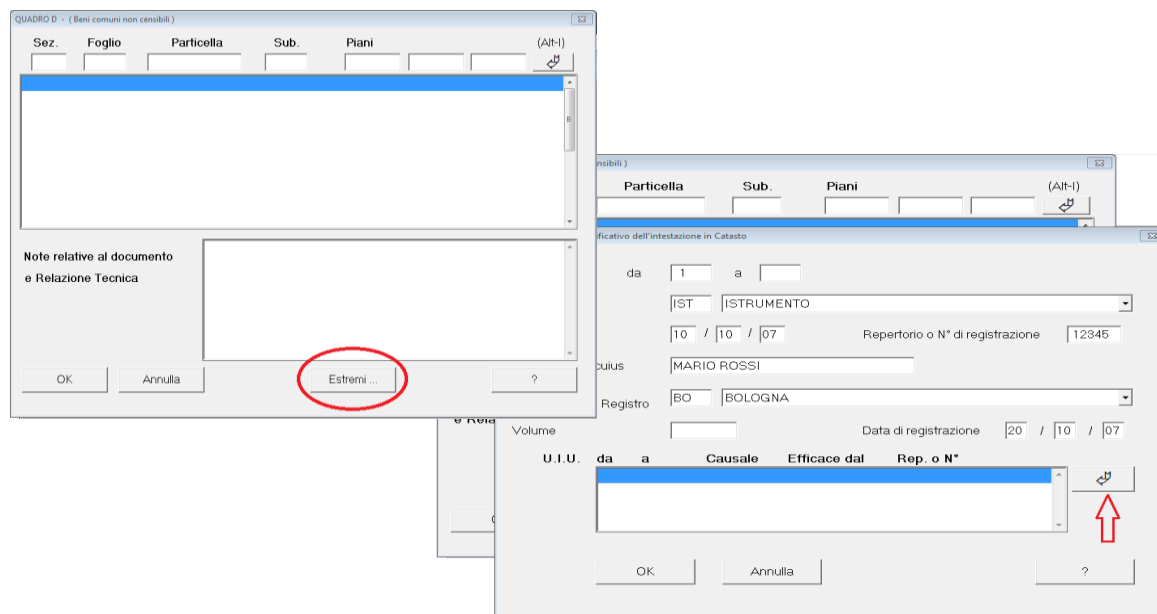 QUADRO D - ( Beni comuni non censibili )
Sez. Foglio Particella Sub. Piani (Alt-I)
Note relative al documento
e Relazione Tecnica
OK Annulla Estremi ... ?
nsibili )
Particella Sub. Piani (Alt-I)
ificativo dell'intestazione in Catasto
da 1 a
IST ISTRUMENTO
10 / 10 / 07 Repertorio o N° di registrazione 12345
cuius MARIO ROSSI
Registro BO BOLOGNA
e Rela
Volume Data di registrazione 20 / 10 / 07
U.I.U. da a Causale Efficace dal Rep. o N°
OK Annulla ?